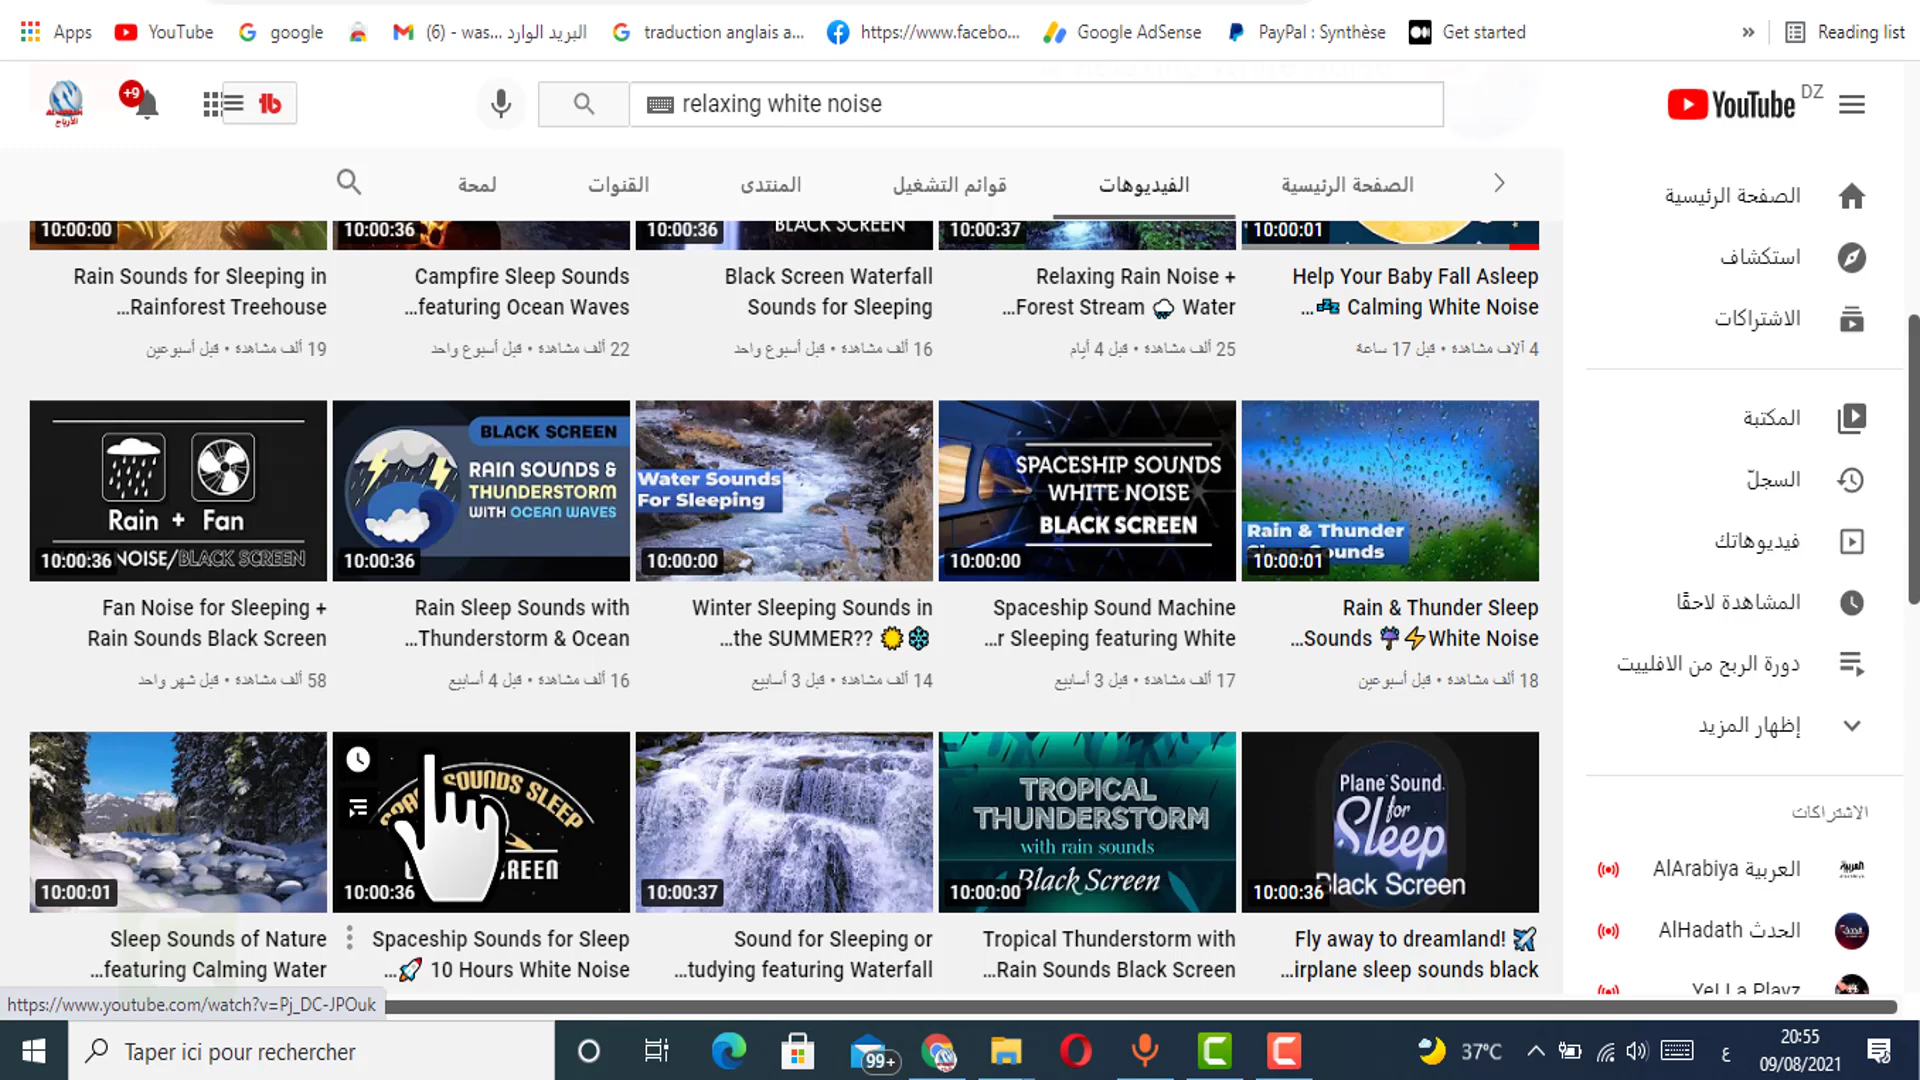 Apps
YouTube
google
البريد الوارد (6) - was...
traduction anglais a...
https://www.facebo...
Google AdSense
PayPal : Synthèse
Get started
»
Reading list
+9
relaxing white noise
YouTube DZ
الصفحة الرئيسية
الفيديوهات
قوائم التشغيل
المنتدى
القنوات
لمحة
10:00:00
10:00:36
10:00:36
BLACK SCREEN
10:00:37
10:00:01
Rain Sounds for Sleeping in
...Rainforest Treehouse
19 ألف مشاهدة • قبل أسبوعين
Campfire Sleep Sounds
...featuring Ocean Waves
22 ألف مشاهدة • قبل أسبوع واحد
Black Screen Waterfall
Sounds for Sleeping
16 ألف مشاهدة • قبل أسبوع واحد
Relaxing Rain Noise +
...Forest Stream 🌧 Water
25 ألف مشاهدة • قبل 4 أيام
Help Your Baby Fall Asleep
...💤 Calming White Noise
4 آلاف مشاهدة • قبل 17 ساعة
Rain + Fan
NOISE/BLACK SCREEN
10:00:36
BLACK SCREEN
RAIN SOUNDS &
THUNDERSTORM
WITH OCEAN WAVES
10:00:36
Water Sounds
For Sleeping
10:00:00
SPACESHIP SOUNDS
WHITE NOISE
BLACK SCREEN
10:00:00
Rain & Thunder
Sleep Sounds
10:00:01
Fan Noise for Sleeping +
Rain Sounds Black Screen
58 ألف مشاهدة • قبل شهر واحد
Rain Sleep Sounds with
...Thunderstorm & Ocean
16 ألف مشاهدة • قبل 4 أسابيع
Winter Sleeping Sounds in
...the SUMMER?? 🌞❄
14 ألف مشاهدة • قبل 3 أسابيع
Spaceship Sound Machine
...r Sleeping featuring White
17 ألف مشاهدة • قبل 3 أسابيع
Rain & Thunder Sleep
...Sounds ☔⚡White Noise
18 ألف مشاهدة • قبل أسبوعين
10:00:01
SOUNDS SLEEP
10:00:36
10:00:37
TROPICAL
THUNDERSTORM
with rain sounds
Black Screen
10:00:00
Plane Sound
for
Sleep
Black Screen
10:00:36
Sleep Sounds of Nature
...featuring Calming Water
Spaceship Sounds for Sleep
...🚀 10 Hours White Noise
Sound for Sleeping or
...tudying featuring Waterfall
Tropical Thunderstorm with
...Rain Sounds Black Screen
Fly away to dreamland! ✈
...irplane sleep sounds black
الصفحة الرئيسية
استكشاف
الاشتراكات
المكتبة
السجلّ
فيديوهاتك
المشاهدة لاحقًا
دورة الربح من الافلييت
إظهار المزيد
الاشتراكات
AlArabiya العربية
AlHadath الحدث
Yel La Playz
https://www.youtube.com/watch?v=Pj_DC-JPOuk
Taper ici pour rechercher
99+
37°C
ع
20:55
09/08/2021